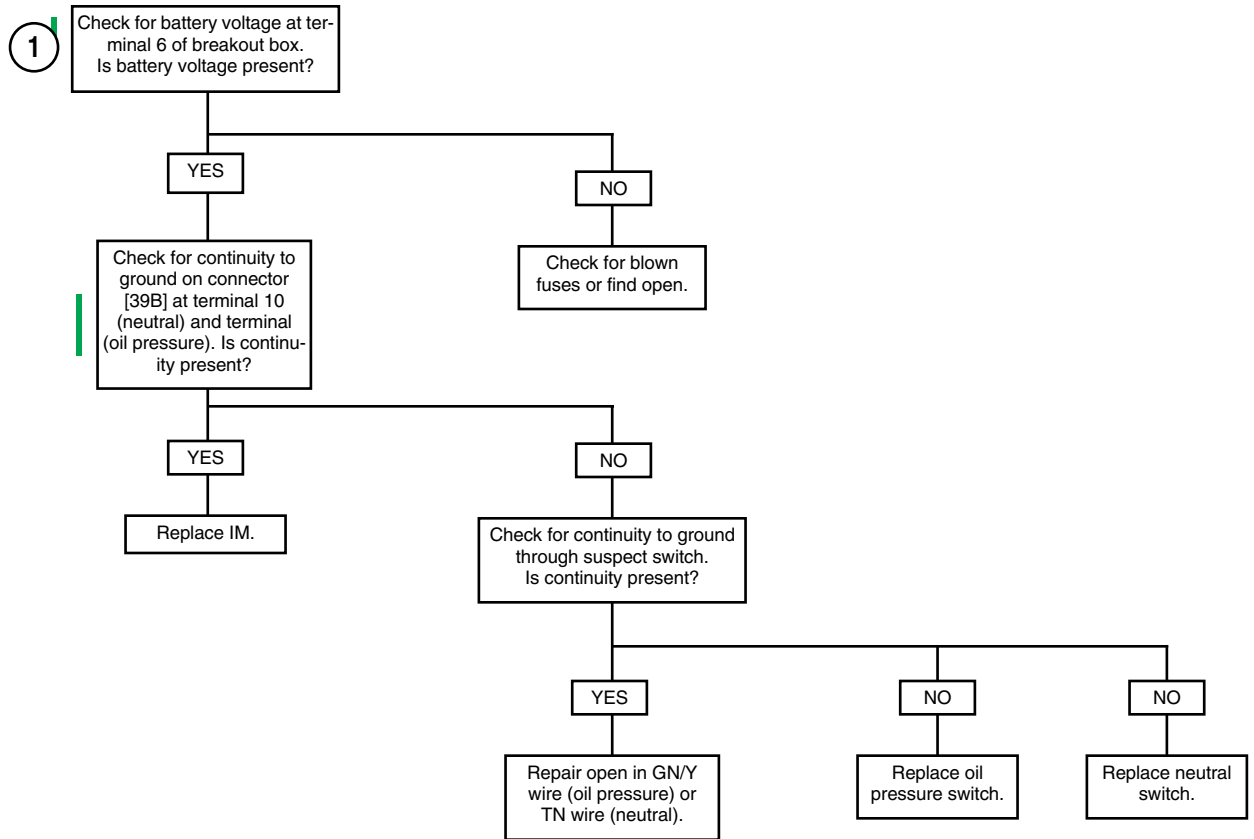 1
Check for battery voltage at ter-
minal 6 of breakout box.
Is battery voltage present?
YES
NO
Check for continuity to
ground on connector
[39B] at terminal 10
(neutral) and terminal
(oil pressure). Is continu-
ity present?
Check for blown
fuses or find open.
YES
NO
Replace IM.
Check for continuity to ground
through suspect switch.
Is continuity present?
YES
NO
NO
Repair open in GN/Y
wire (oil pressure) or
TN wire (neutral).
Replace oil
pressure switch.
Replace neutral
switch.